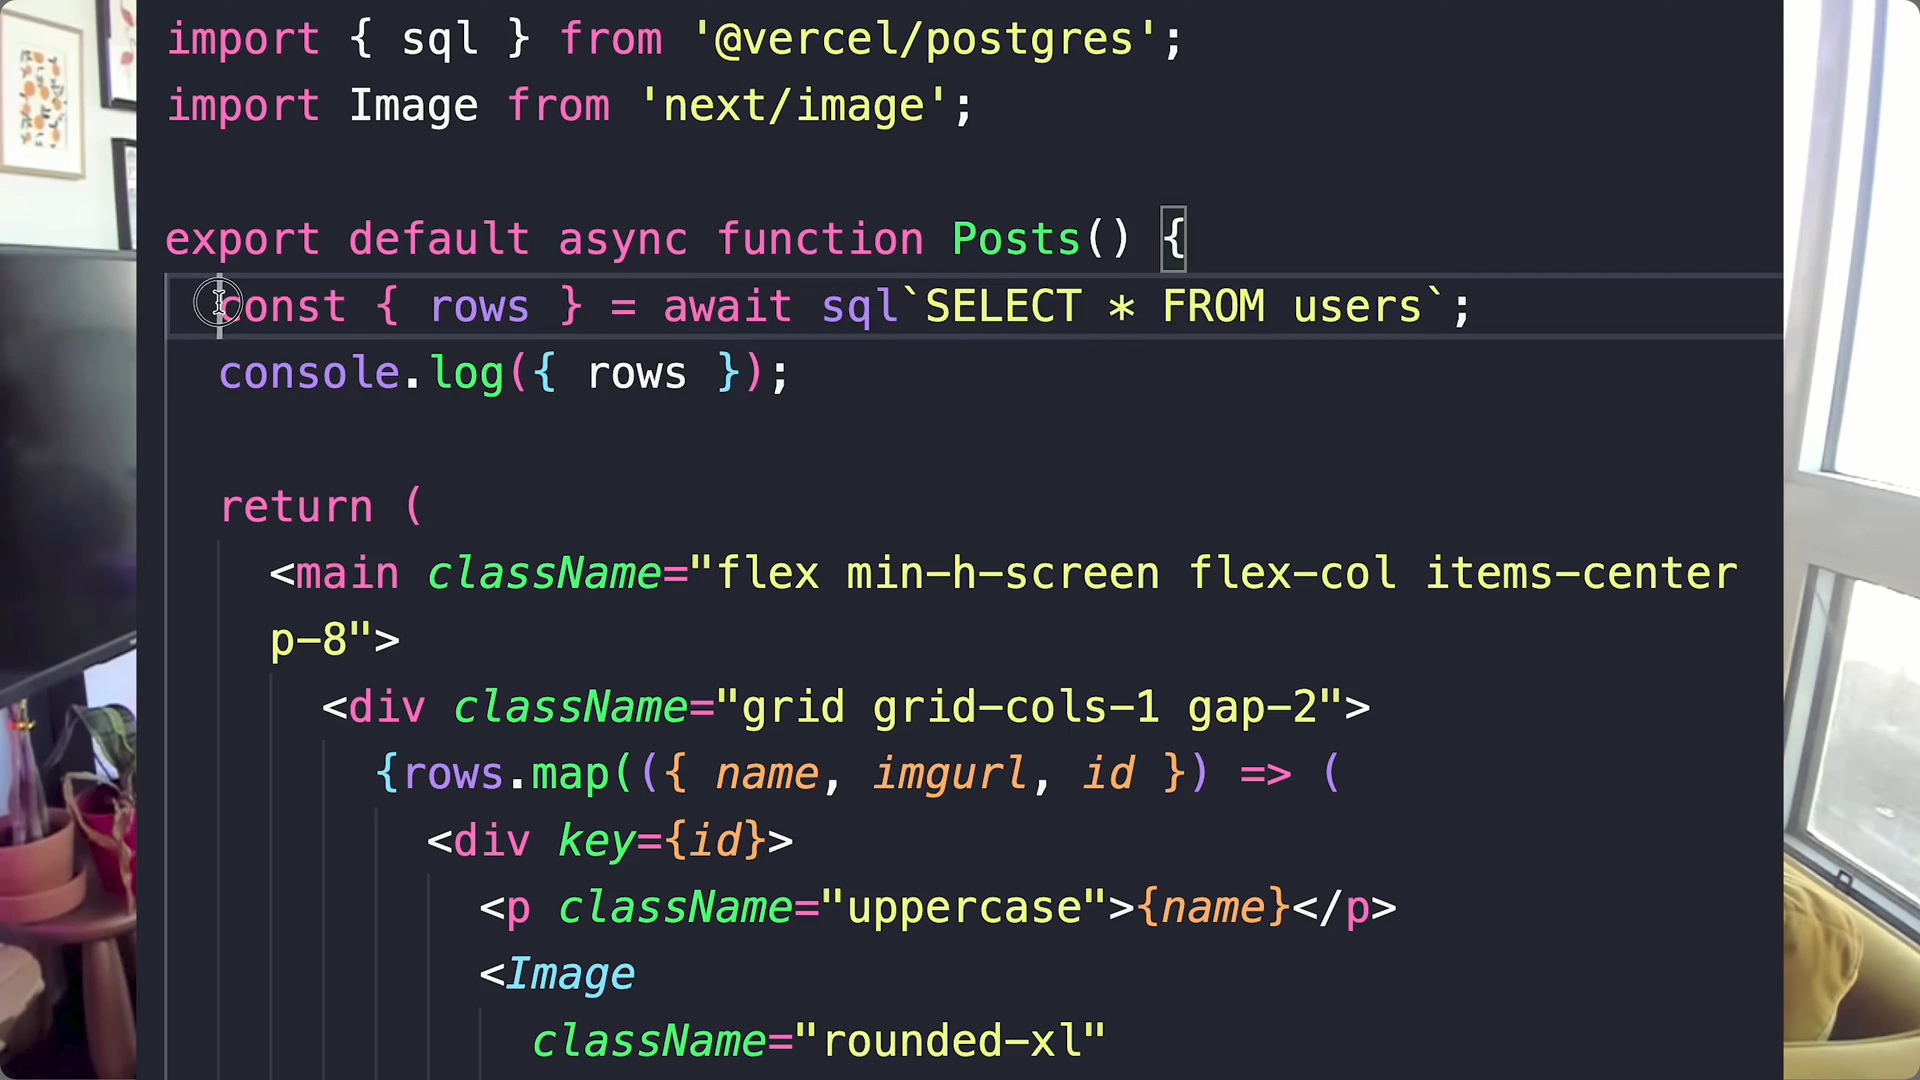 import { sql } from '@vercel/postgres';
import Image from 'next/image';
export default async function Posts() {
const { rows } = await sql`SELECT * FROM users`;
console.log({ rows });
return (
<main className="flex min-h-screen flex-col items-center
p-8">
<div className="grid grid-cols-1 gap-2">
{rows.map(({ name, imgurl, id }) => (
<div key={id}>
<p className="uppercase">{name}</p>
<Image
className="rounded-xl"